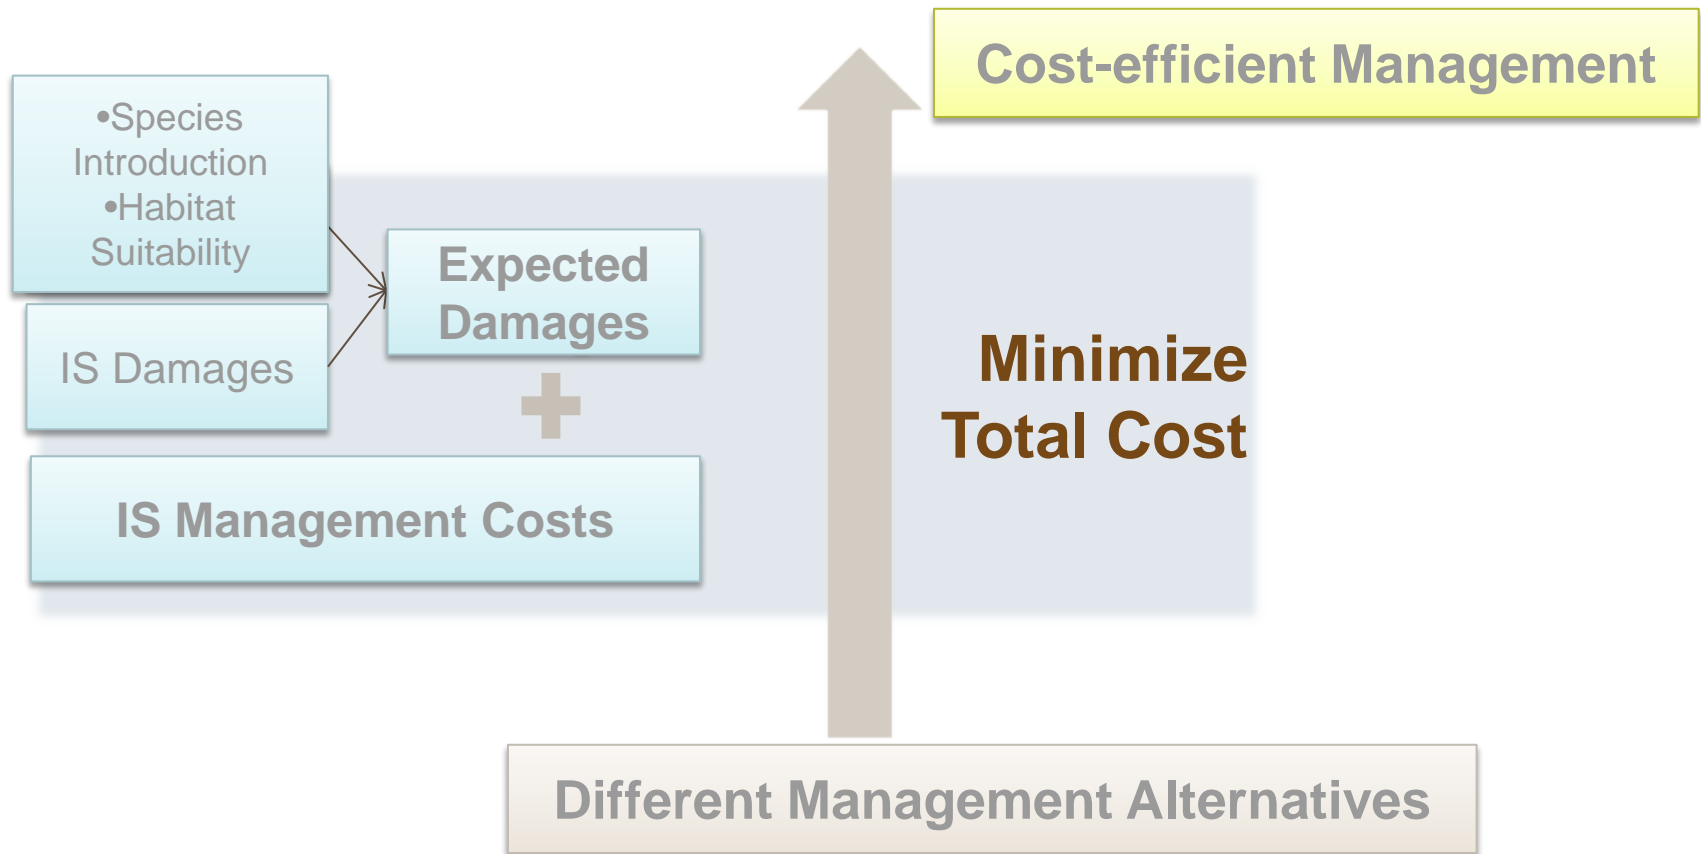 Cost-efficient Management
•Species
Introduction
•Habitat
Suitability
Expected
Damages
IS Damages
Minimize
Total Cost
IS Management Costs
Different Management Alternatives